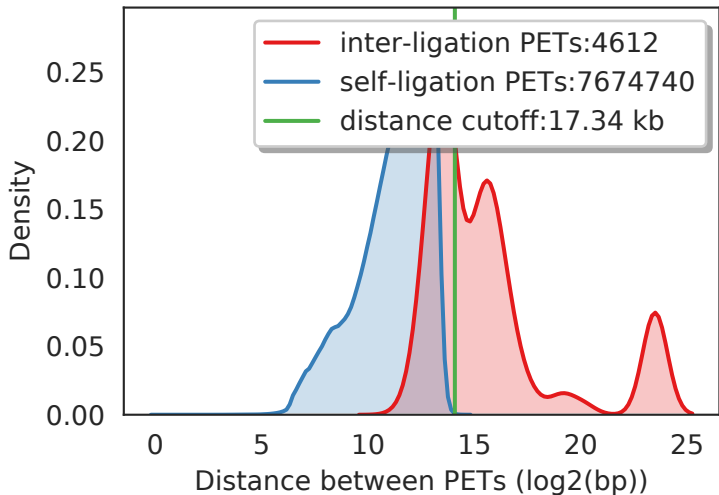 inter-ligation PETs:4612
self-ligation PETs:7674740
distance cutoff:17.34 kb
Density
0.25
0.20
0.15
0.10
0.05
0.00
0 5 10 15 20 25
Distance between PETs (log2(bp))